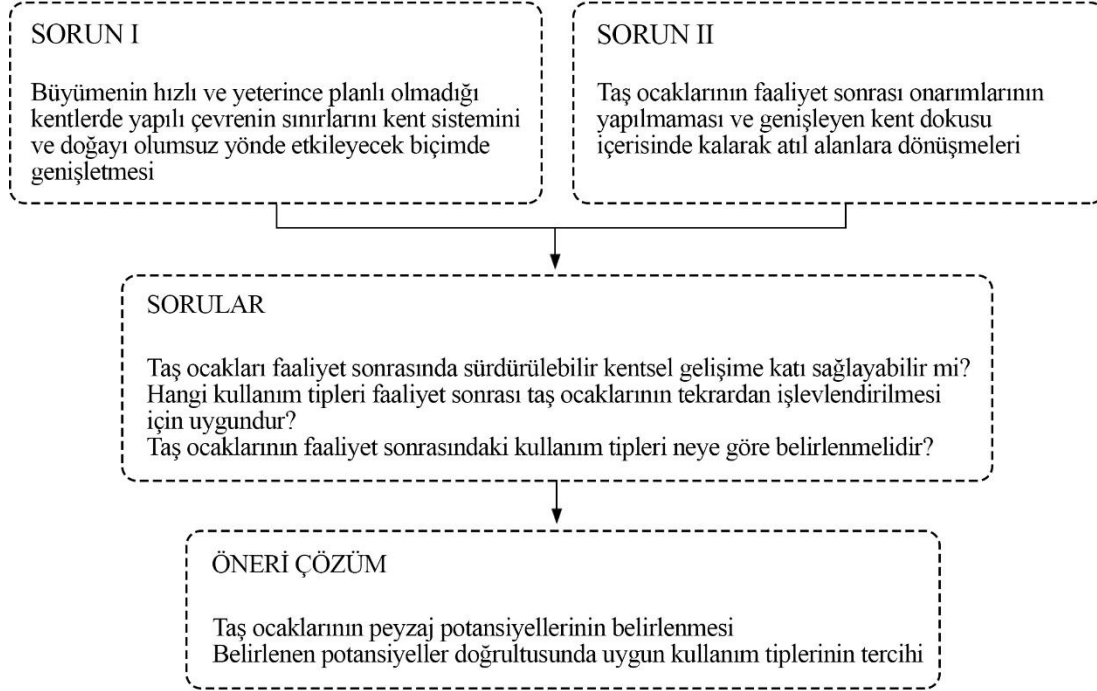 SORUN I
Büyümenin hızlı ve yeterince planlı olmadığı
kentlerde yapılı çevrenin sınırlarını kent sistemini
ve doğayı olumsuz yönde etkileyecek biçimde
genişletmesi
SORUN II
Taş ocaklarının faaliyet sonrası onarımlarının
yapılmaması ve genişleyen kent dokusu
içerisinde kalarak atıl alanlara dönüşmeleri
SORULAR
Taş ocakları faaliyet sonrasında sürdürülebilir kentsel gelişime katı sağlayabilir mi?
Hangi kullanım tipleri faaliyet sonrası taş ocaklarının tekrardan işlevlendirilmesi
için uygundur?
Taş ocaklarının faaliyet sonrasındaki kullanım tipleri neye göre belirlenmelidir?
ÖNERİ ÇÖZÜM
Taş ocaklarının peyzaj potansiyellerinin belirlenmesi
Belirlenen potansiyeller doğrultusunda uygun kullanım tiplerinin tercihi